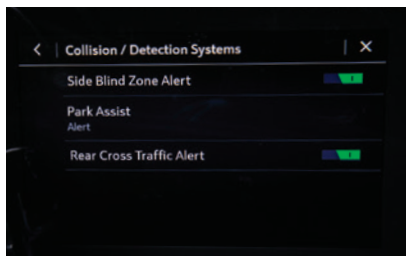 Collision / Detection Systems
Side Blind Zone Alert
Park Assist
Alert
Rear Cross Traffic Alert